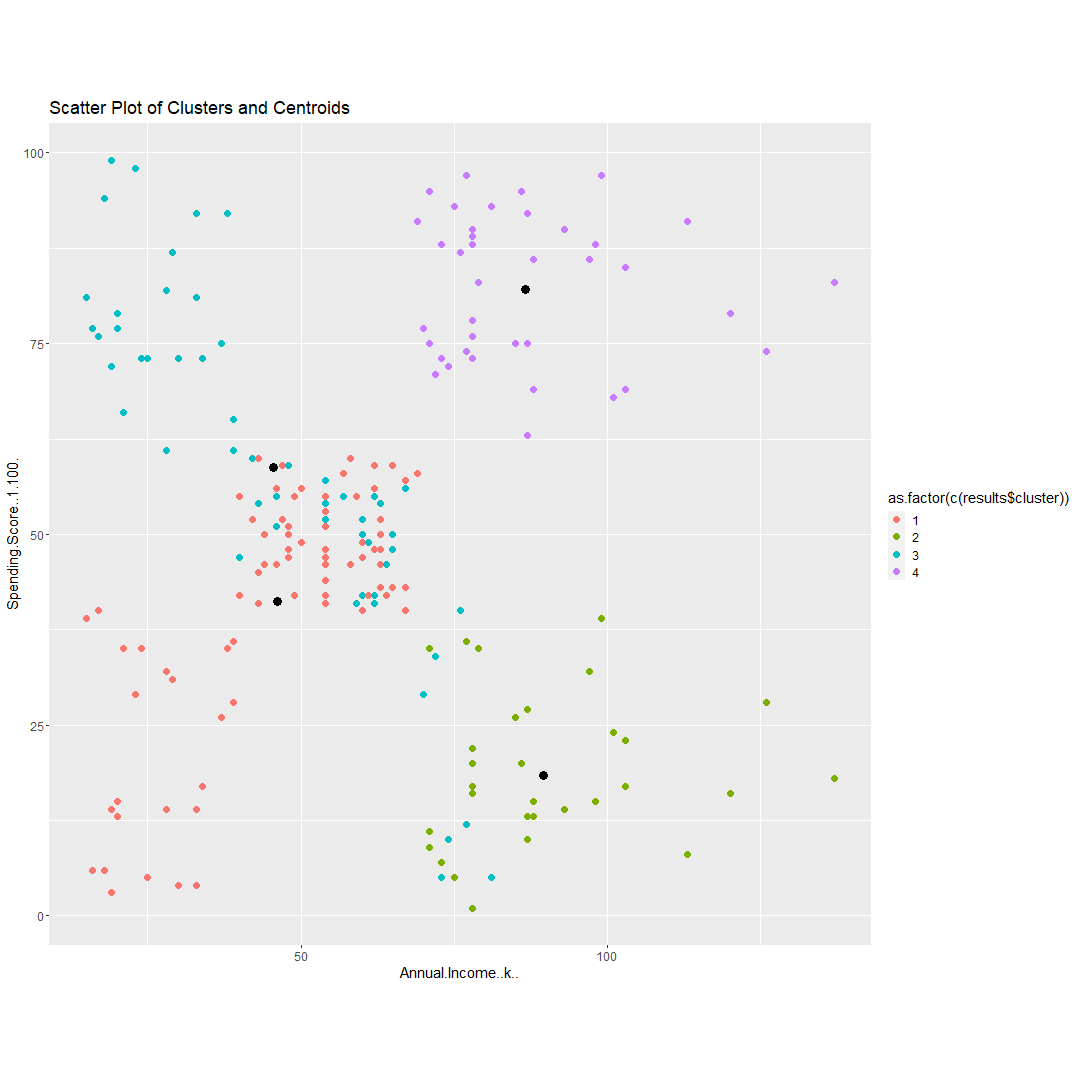 Scatter Plot of Clusters and Centroids
100
75
50
25
0
Spending.Score..1.100.
50
100
Annual.Income..k..
as.factor(c(results$cluster))
1
2
3
4